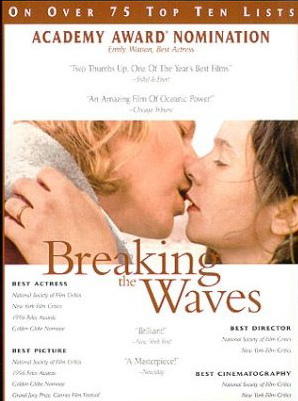 ON OVER 75 TOP TEN LISTS
ACADEMY AWARD® NOMINATION
Emily Watson, Best Actress
"Two Thumbs Up, One Of The Year's Best Films"
—Siskel & Ebert
"An Amazing Film Of Oceanic Power"
—Chicago Tribune
Breaking
the
Waves
BEST ACTRESS
National Society of Film Critics
New York Film Critics
1996 Felix Awards
Golden Globe Nominee
BEST PICTURE
National Society of Film Critics
1996 Felix Awards
Golden Globe Nominee
Grand Jury Prize, Cannes Film Festival
"Brilliant!"
—New York Post
"A Masterpiece!"
—Newsday
BEST DIRECTOR
National Society of Film Critics
New York Film Critics
BEST CINEMATOGRAPHY
National Society of Film Critics
New York Film Critics